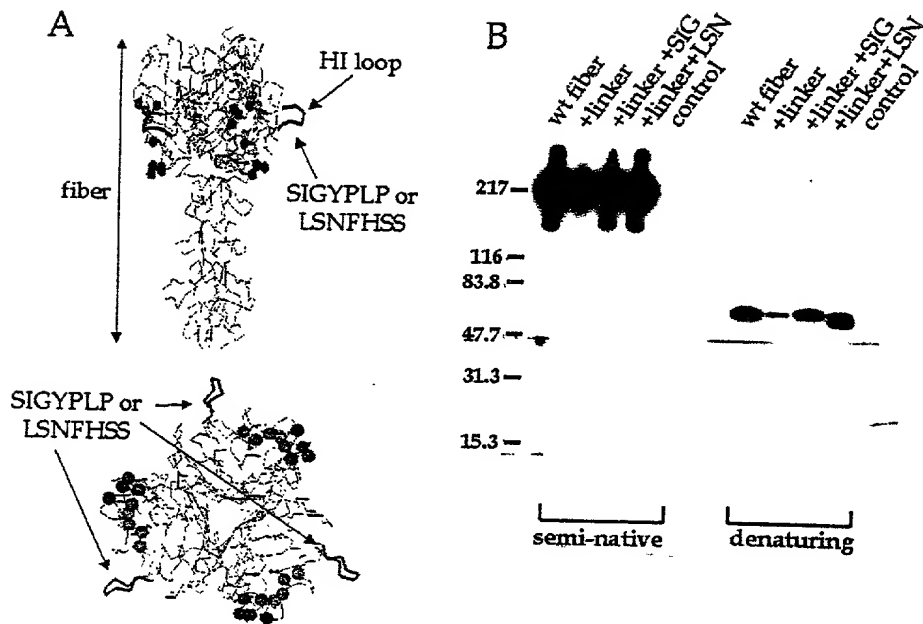 A
HI loop
fiber
SIGYPLP or
LSNFHSS
SIGYPLP or
LSNFHSS
B
wt fiber
+linker
+linker +SIG
+linker+LSN
control
wt fiber
+linker
+linker +SIG
+linker+LSN
control
217
116
83.8
47.7
31.3
15.3
semi-native
denaturing